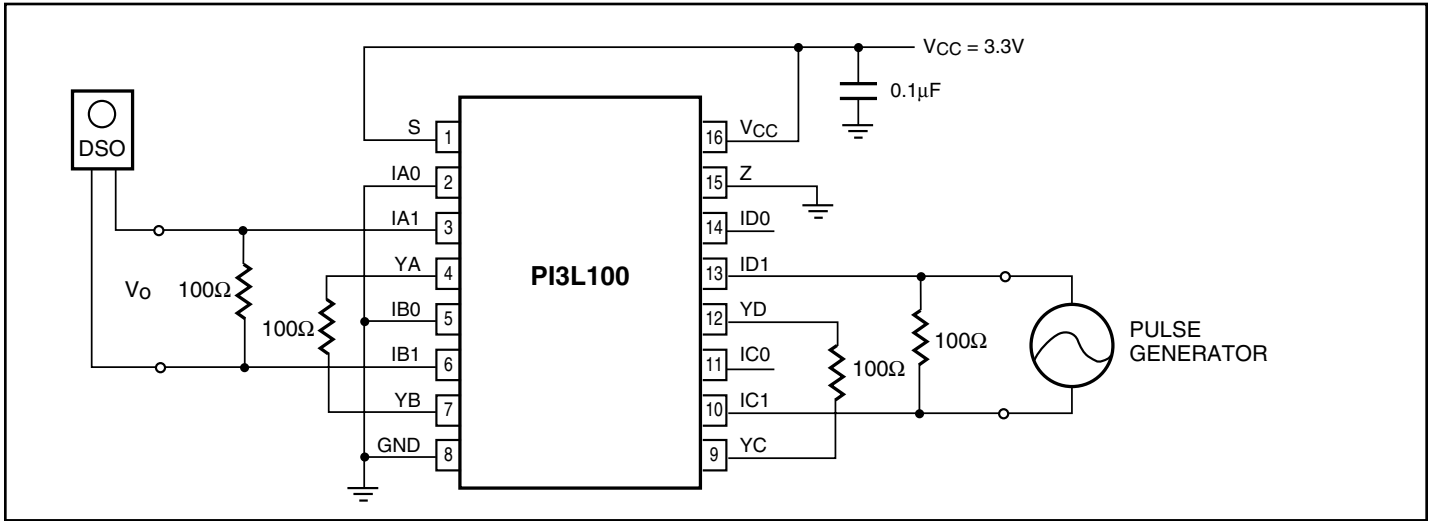 VCC = 3.3V
0.1µF
DSO
S
1
16
VCC
IA0
2
15
Z
IA1
3
14
ID0
YA
4
13
ID1
IB0
5
12
YD
IB1
6
11
IC0
YB
7
10
IC1
GND
8
9
YC
PI3L100
VO
100Ω
100Ω
100Ω
100Ω
PULSE
GENERATOR